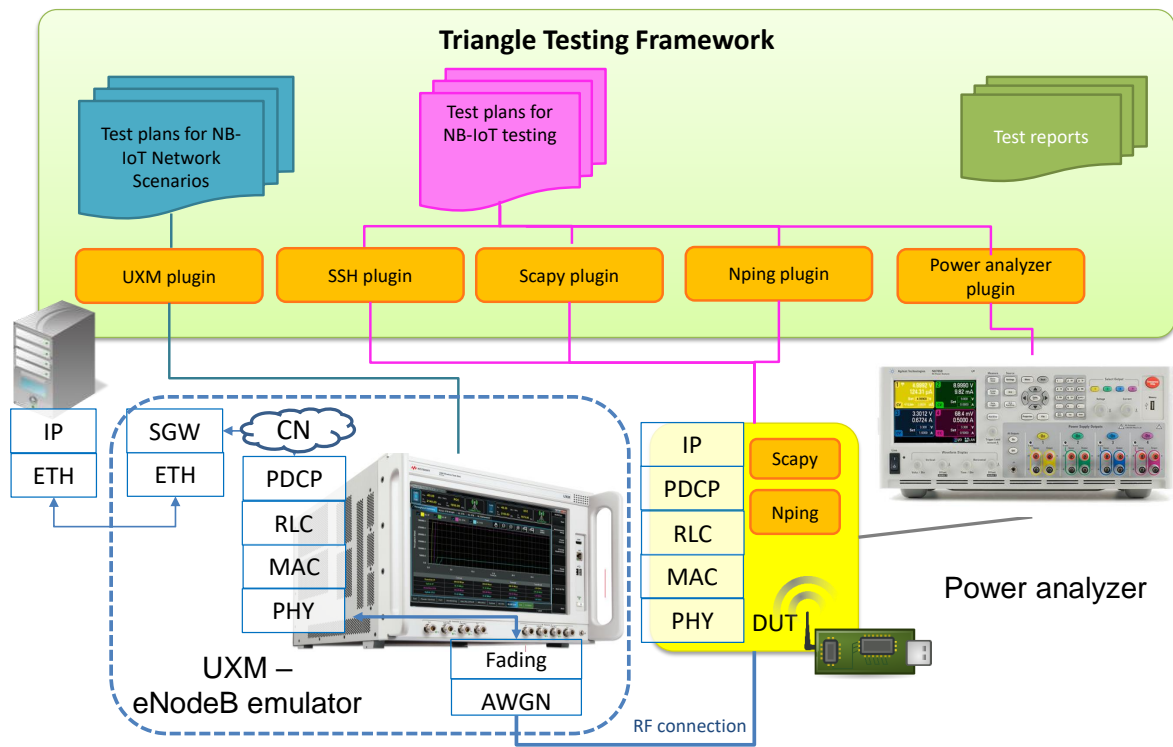 Triangle Testing Framework
Test plans for NB-
IoT Network
Scenarios
Test plans for
NB-IoT testing
Test reports
UXM plugin
SSH plugin
Scapy plugin
Nping plugin
Power analyzer
plugin
IP
ETH
SGW
ETH
CN
PDCP
RLC
MAC
PHY
UXM –
eNodeB emulator
Fading
AWGN
RF connection
IP
PDCP
RLC
MAC
PHY
Scapy
Nping
DUT
Power analyzer